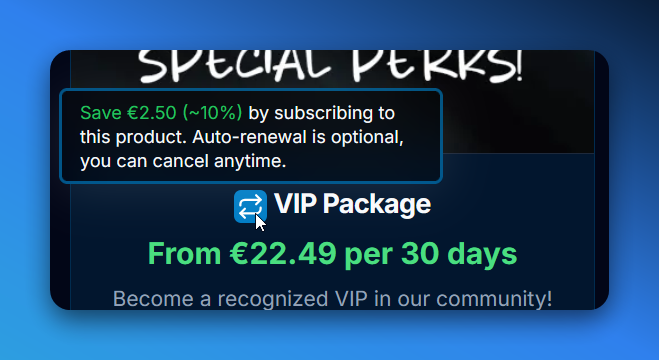 SPECIAL PERKS!
Save €2.50 (~10%) by subscribing to
this product. Auto-renewal is optional,
you can cancel anytime.
VIP Package
From €22.49 per 30 days
Become a recognized VIP in our community!